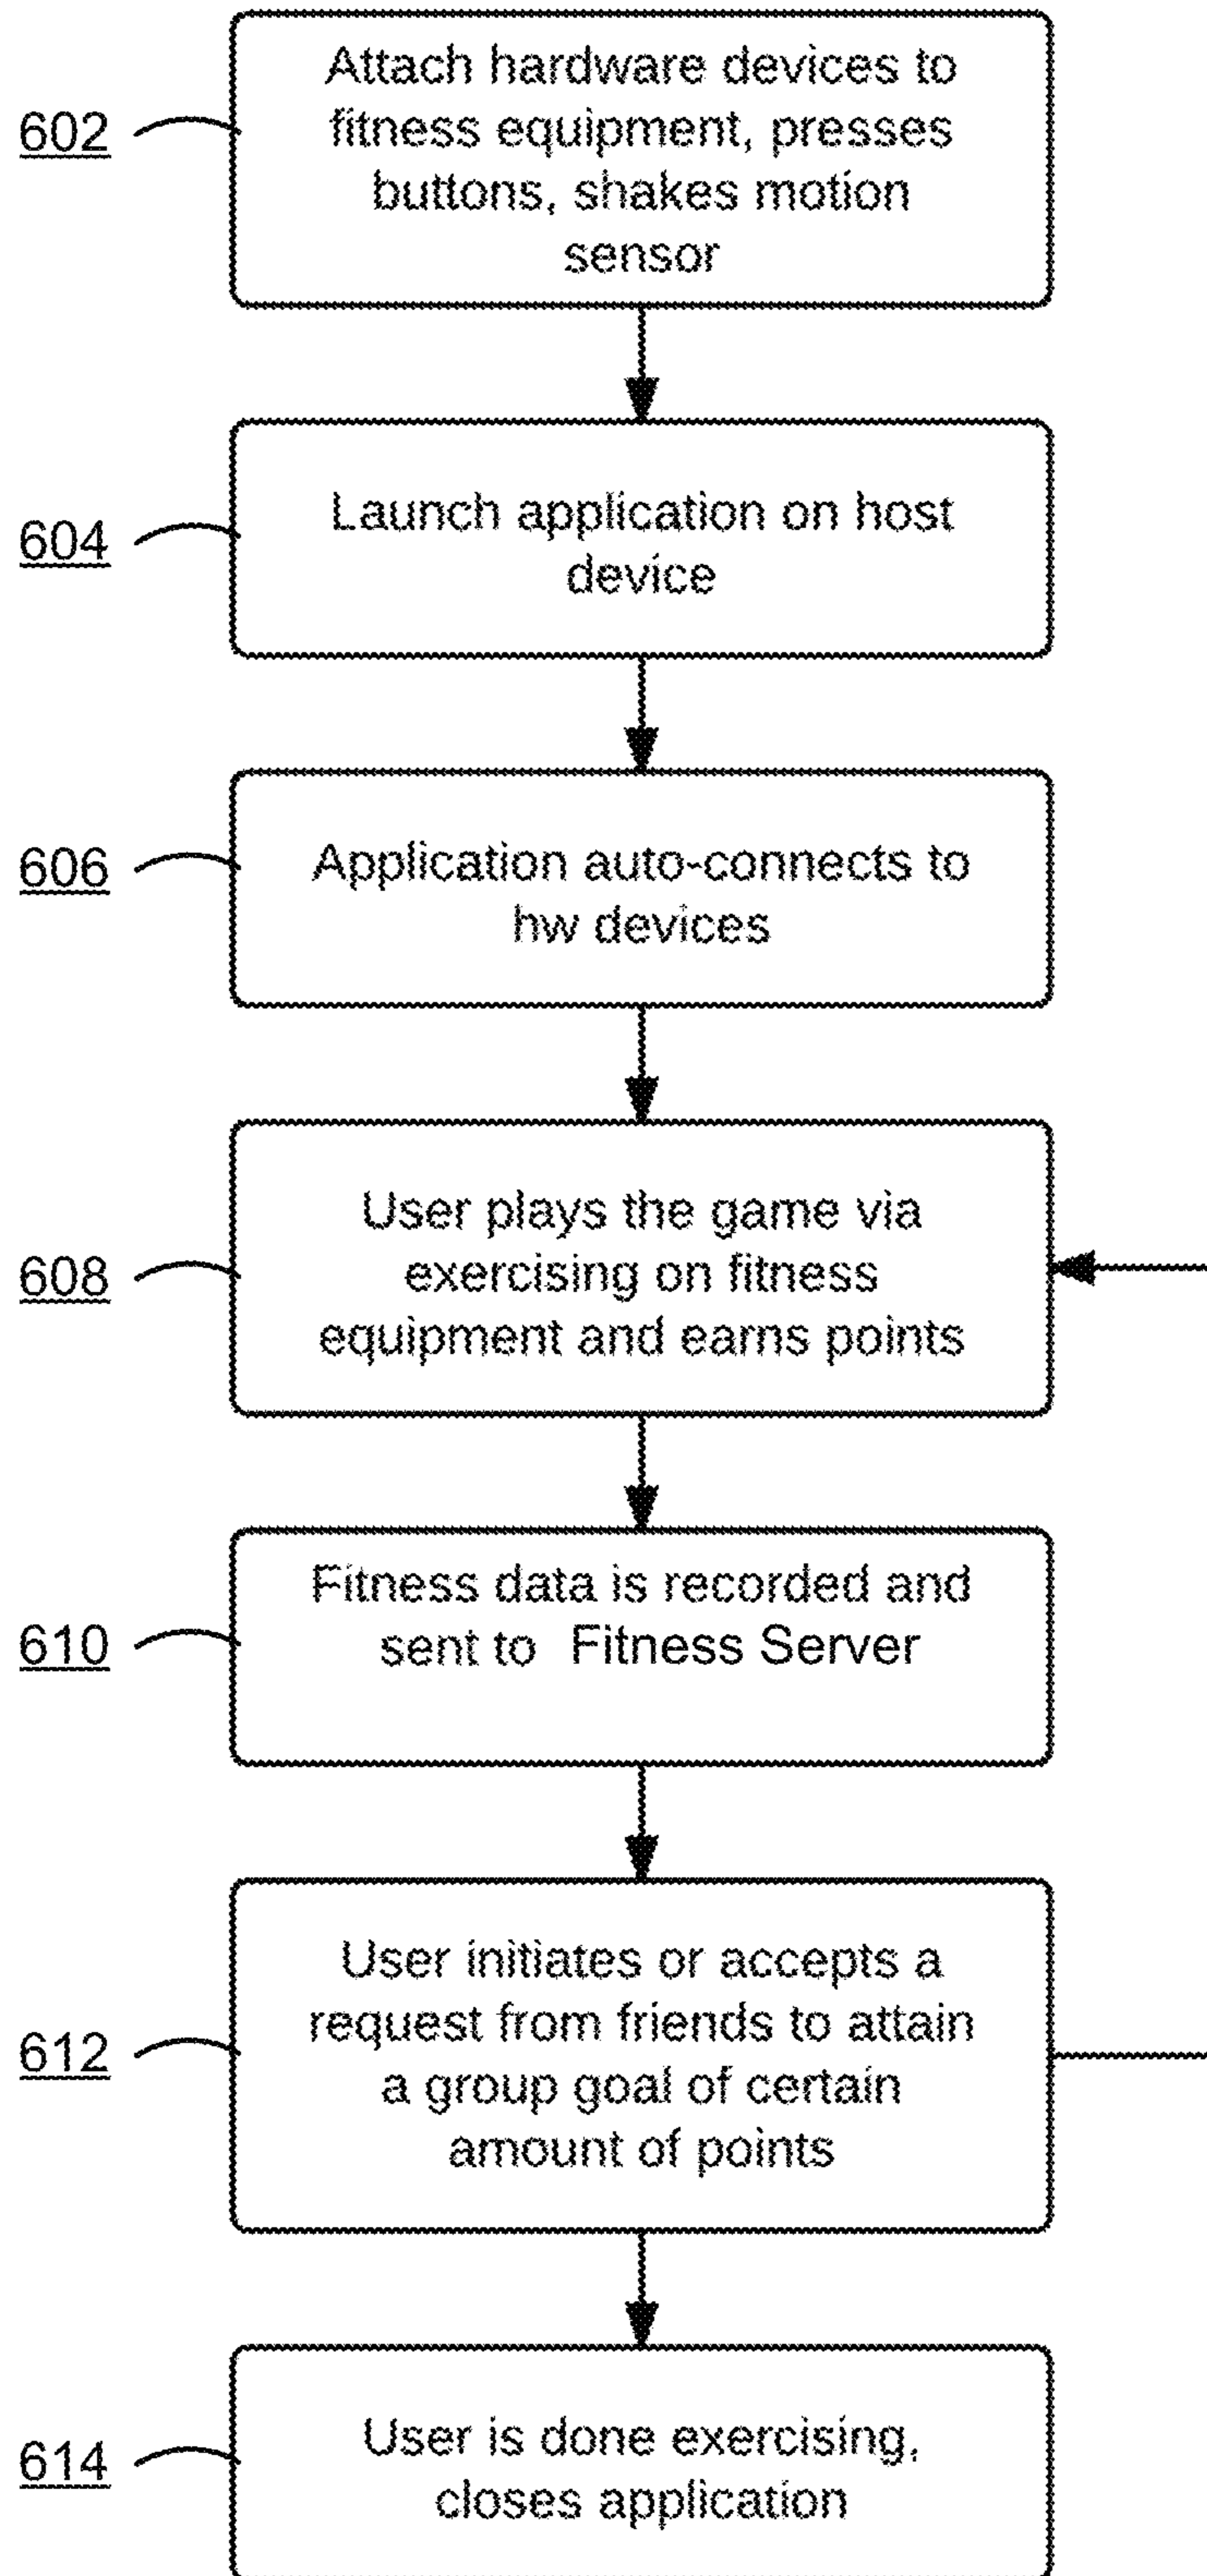 602
Attach hardware devices to
fitness equipment, presses
buttons, shakes motion
sensor
604
Launch application on host
device
606
Application auto-connects to
hw devices
608
User plays the game via
exercising on fitness
equipment and earns points
610
Fitness data is recorded and
sent to Fitness Server
612
User initiates or accepts a
request from friends to attain
a group goal of certain
amount of points
614
User is done exercising,
closes application